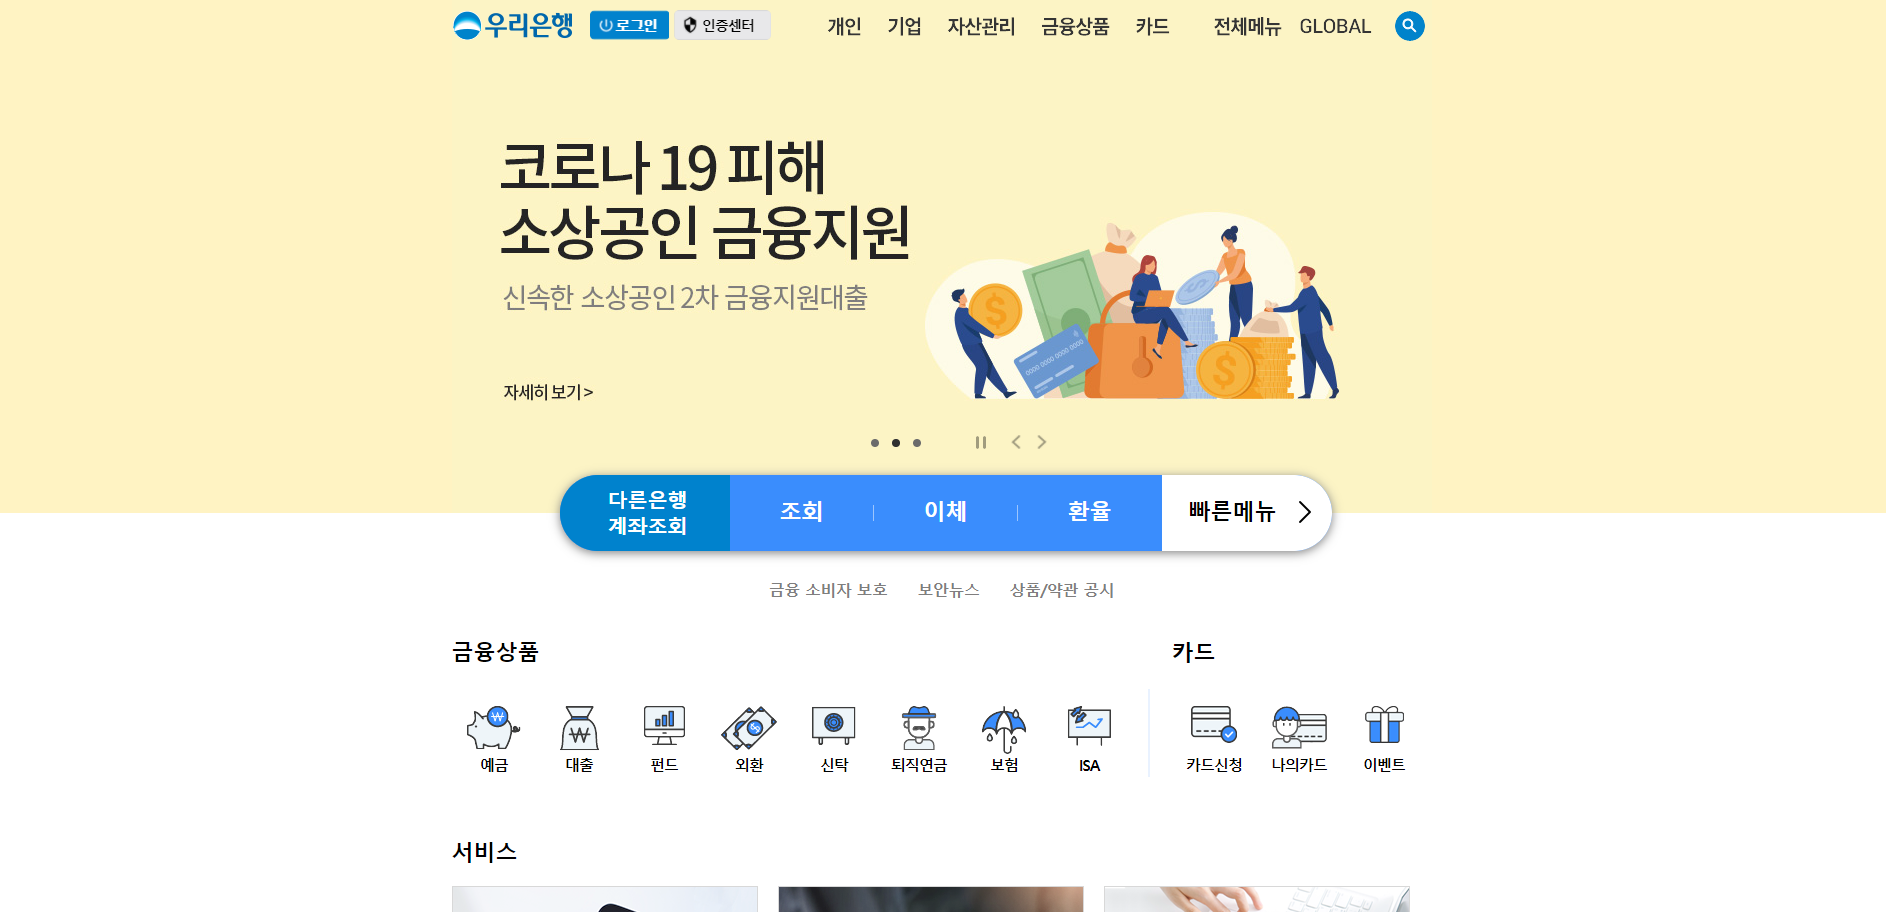 우리은행 로그인 인증센터 개인 기업 자산관리 금융상품 카드 전체메뉴 GLOBAL
코로나 19 피해
소상공인 금융지원
신속한 소상공인 2차 금융지원대출
자세히 보기 >
0000 0000 0000 0000
다른은행
계좌조회
조회 이체 환율 빠른메뉴
금융 소비자 보호 보안뉴스 상품/약관 공시
금융상품 카드
예금 대출 펀드 외환 신탁 퇴직연금 보험 ISA 카드신청 나의카드 이벤트
서비스